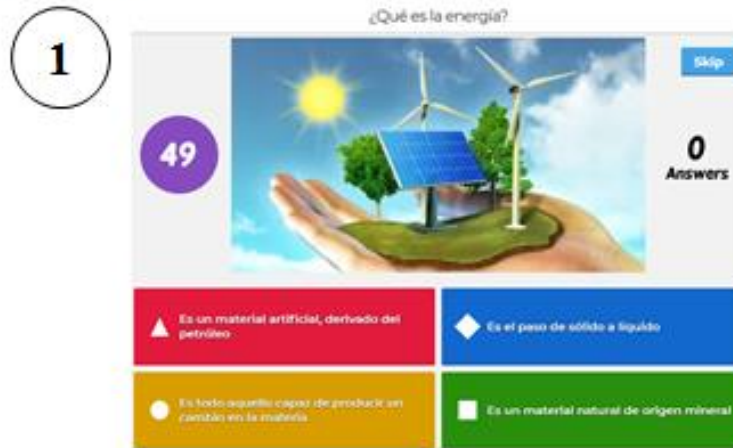 1
¿Qué es la energía?
Skip
49
0
Answers
Es un material artificial, derivado del
petróleo
Es el paso de sólido a líquido
Es todo aquello capaz de producir un
cambio en la materia
Es un material natural de origen mineral